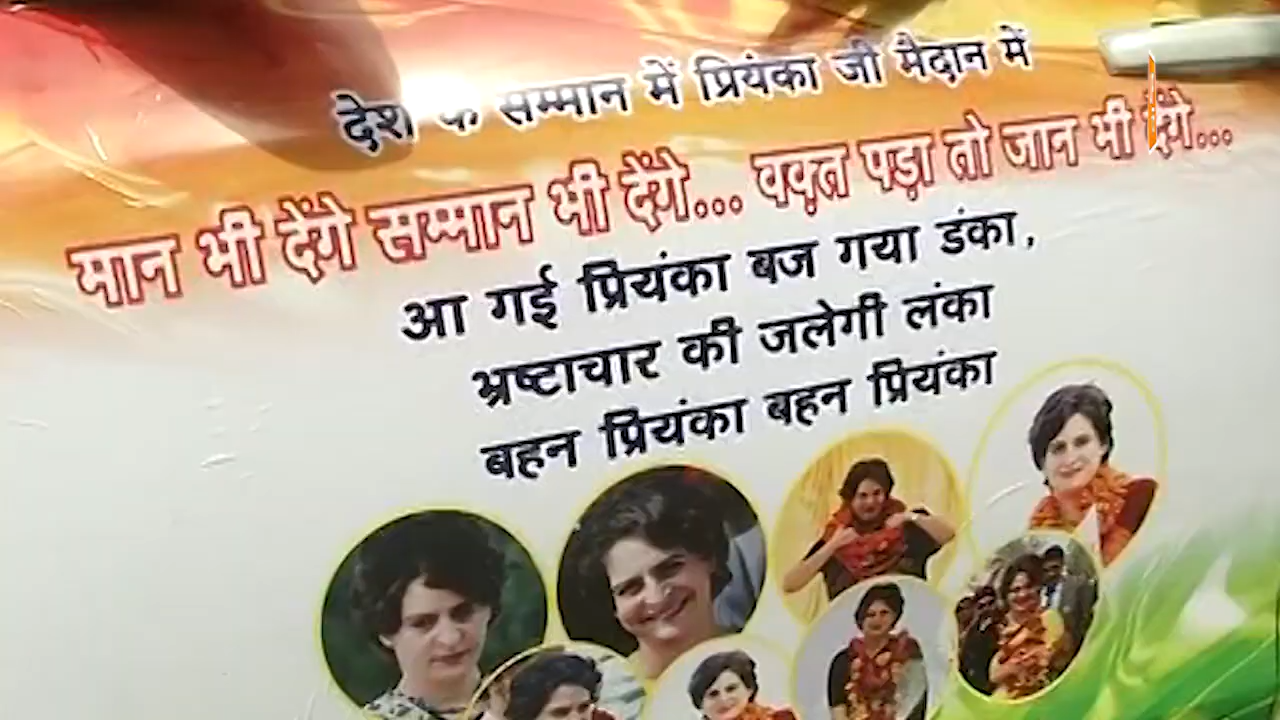 देश के सम्मान में प्रियंका जी मैदान में
मान भी देंगे सम्मान भी देंगे... वक़्त पड़ा तो जान भी देंगे...
आ गई प्रियंका बज गया डंका,
भ्रष्टाचार की जलेगी लंका
बहन प्रियंका बहन प्रियंका